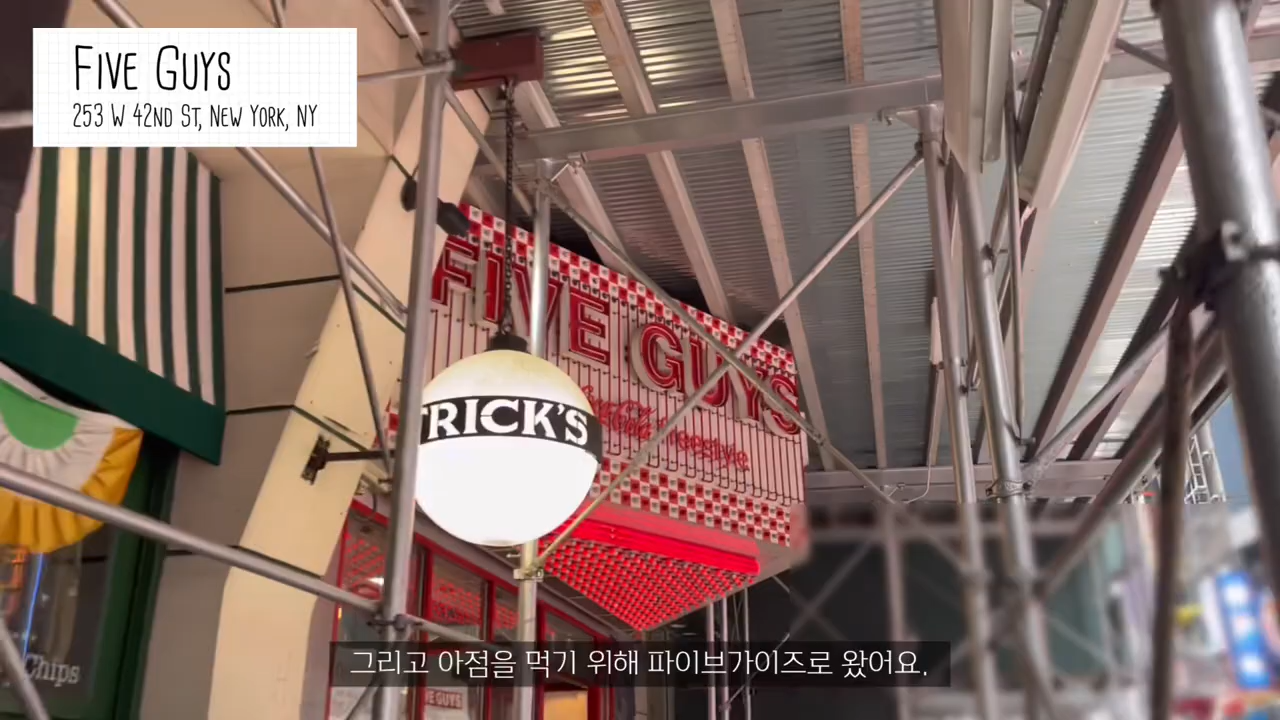 FIVE GUYS
253 W 42ND ST, NEW YORK, NY
FIVE GUYS
Coca-Cola freestyle
TRICK'S
Chips
그리고 아점을 먹기 위해 파이브가이즈로 왔어요.